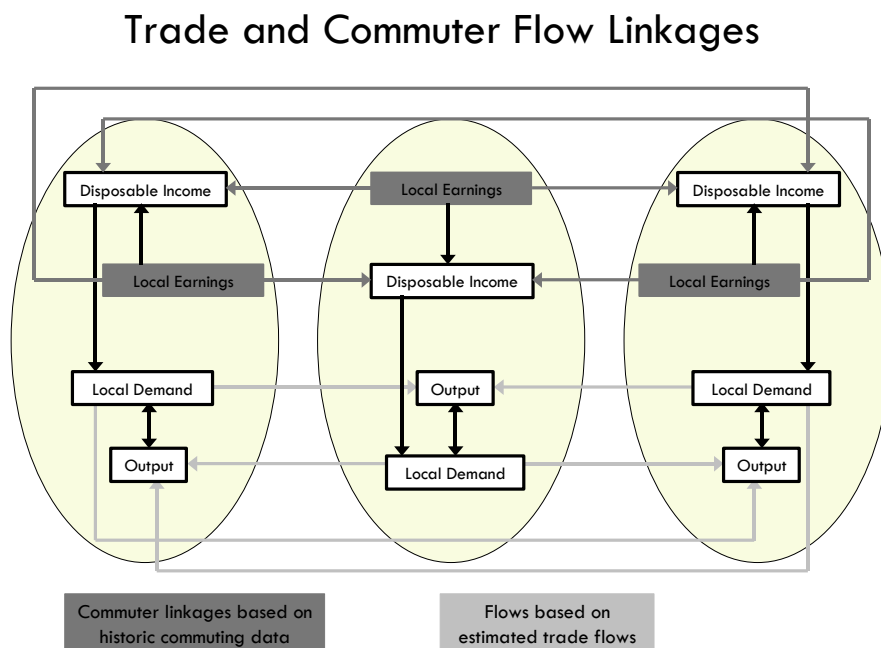 Trade and Commuter Flow Linkages
Disposable Income
Local Earnings
Disposable Income
Local Earnings
Disposable Income
Local Earnings
Local Demand
Output
Local Demand
Output
Local Demand
Output
Commuter linkages based on
historic commuting data
Flows based on
estimated trade flows